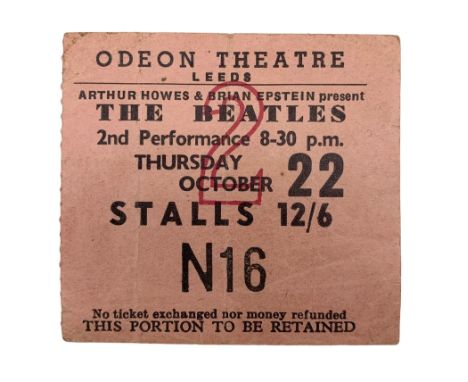 ODEON THEATRE
LEEDS
ARTHUR HOWES & BRIAN EPSTEIN present
THE BEATLES
2nd Performance 8-30 p.m.
THURSDAY
OCTOBER 22
2
STALLS 12/6
N16
No ticket exchanged nor money refunded
THIS PORTION TO BE RETAINED